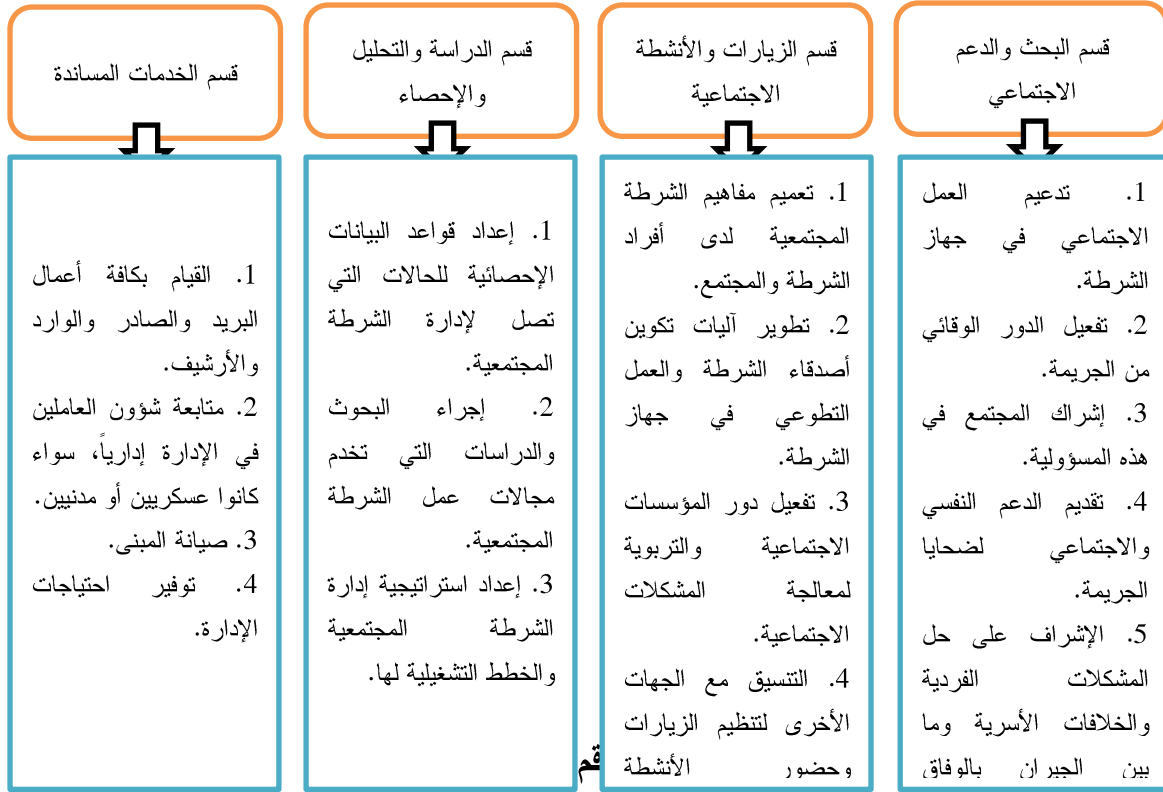 قسم البحث والدعم
الاجتماعي
1. تدعيم العمل
الاجتماعي في جهاز
الشرطة.
2. تفعيل الدور الوقائي
من الجريمة.
3. إشراك المجتمع في
هذه المسؤولية.
4. تقديم الدعم النفسي
والاجتماعي لضحايا
الجريمة.
5. الإشراف على حل
المشكلات الفردية
والخلافات الأسرية وما
بين الجيران بالوفاق
قسم الزيارات والأنشطة
الاجتماعية
1. تعميم مفاهيم الشرطة
المجتمعية لدى أفراد
الشرطة والمجتمع.
2. تطوير آليات تكوين
أصدقاء الشرطة والعمل
التطوعي في جهاز
الشرطة.
3. تفعيل دور المؤسسات
الاجتماعية والتربوية
لمعالجة المشكلات
الاجتماعية.
4. التنسيق مع الجهات
الأخرى لتنظيم الزيارات
وحضور الأنشطة
قسم الدراسة والتحليل
والإحصاء
1. إعداد قواعد البيانات
الإحصائية للحالات التي
تصل لإدارة الشرطة
المجتمعية.
2. إجراء البحوث
والدراسات التي تخدم
مجالات عمل الشرطة
المجتمعية.
3. إعداد استراتيجية إدارة
الشرطة المجتمعية
والخطط التشغيلية لها.
قسم الخدمات المساندة
1. القيام بكافة أعمال
البريد والصادر والوارد
والأرشيف.
2. متابعة شؤون العاملين
في الإدارة إدارياً، سواء
كانوا عسكريين أو مدنيين.
3. صيانة المبنى.
4. توفير احتياجات
الإدارة.